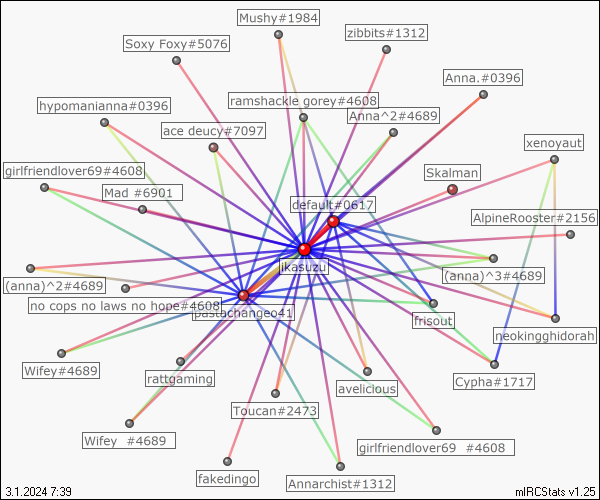 Mushy#1984
zibbits#1312
Soxy Foxy#5076
Anna.#0396
hypomanianna#0396
ramshackle gorey#4608
Anna^2#4689
ace deucy#7097
xenoyaut
girlfriendlover69#4608
Skalman
Mad #6901
default#0617
AlpineRooster#2156
jikasuzu
(anna)^3#4689
(anna)^2#4689
no cops no laws no hope#4608
pastachangeo41
frisout
neokingghidorah
Wifey#4689
rattgaming
Cypha#1717
avelicious
Toucan#2473
Wifey #4689
girlfriendlover69 #4608
fakedingo
Annarchist#1312
3.1.2024 7:39
mIRCStats v1.25